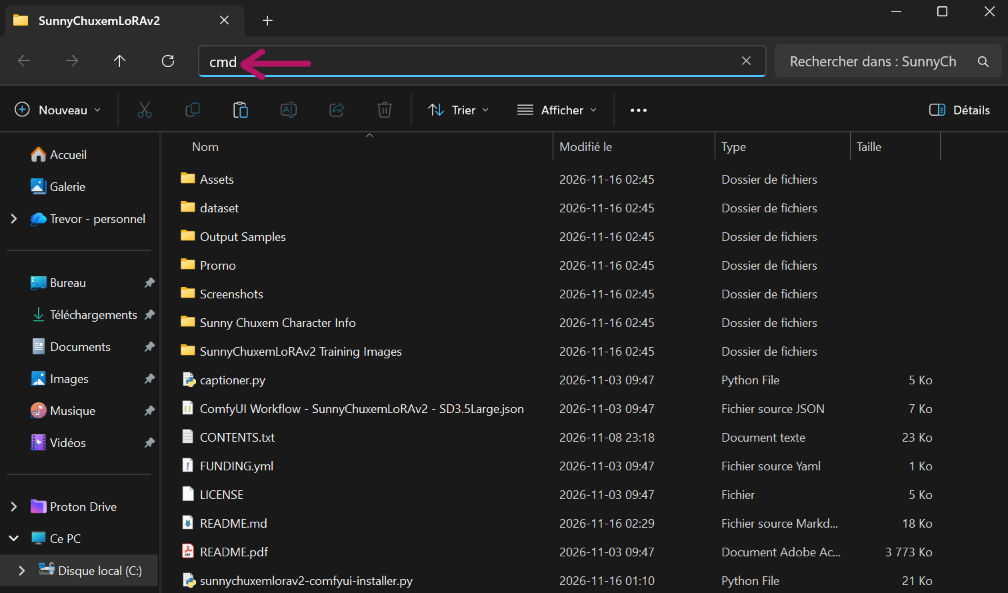 SunnyChuxemLoRAv2
cmd
Rechercher dans : SunnyCh
Nouveau
Trier
Afficher
Détails
Accueil
Galerie
Trevor - personnel
Bureau
Téléchargements
Documents
Images
Musique
Vidéos
Proton Drive
Ce PC
Disque local (C:)
Nom Modifié le Type Taille
Assets 2026-11-16 02:45 Dossier de fichiers
dataset 2026-11-16 02:45 Dossier de fichiers
Output Samples 2026-11-16 02:45 Dossier de fichiers
Promo 2026-11-16 02:45 Dossier de fichiers
Screenshots 2026-11-16 02:45 Dossier de fichiers
Sunny Chuxem Character Info 2026-11-16 02:45 Dossier de fichiers
SunnyChuxemLoRAv2 Training Images 2026-11-16 02:45 Dossier de fichiers
captioner.py 2026-11-03 09:47 Python File 5 Ko
ComfyUI Workflow - SunnyChuxemLoRAv2 - SD3.5Large.json 2026-11-03 09:47 Fichier source JSON 7 Ko
CONTENTS.txt 2026-11-08 23:18 Document texte 23 Ko
FUNDING.yml 2026-11-03 09:47 Fichier source Yaml 1 Ko
LICENSE 2026-11-03 09:47 Fichier 5 Ko
README.md 2026-11-16 02:29 Fichier source Markd... 18 Ko
README.pdf 2026-11-03 09:47 Document Adobe Ac... 3 773 Ko
sunnychuxemlorav2-comfyui-installer.py 2026-11-16 01:10 Python File 21 Ko